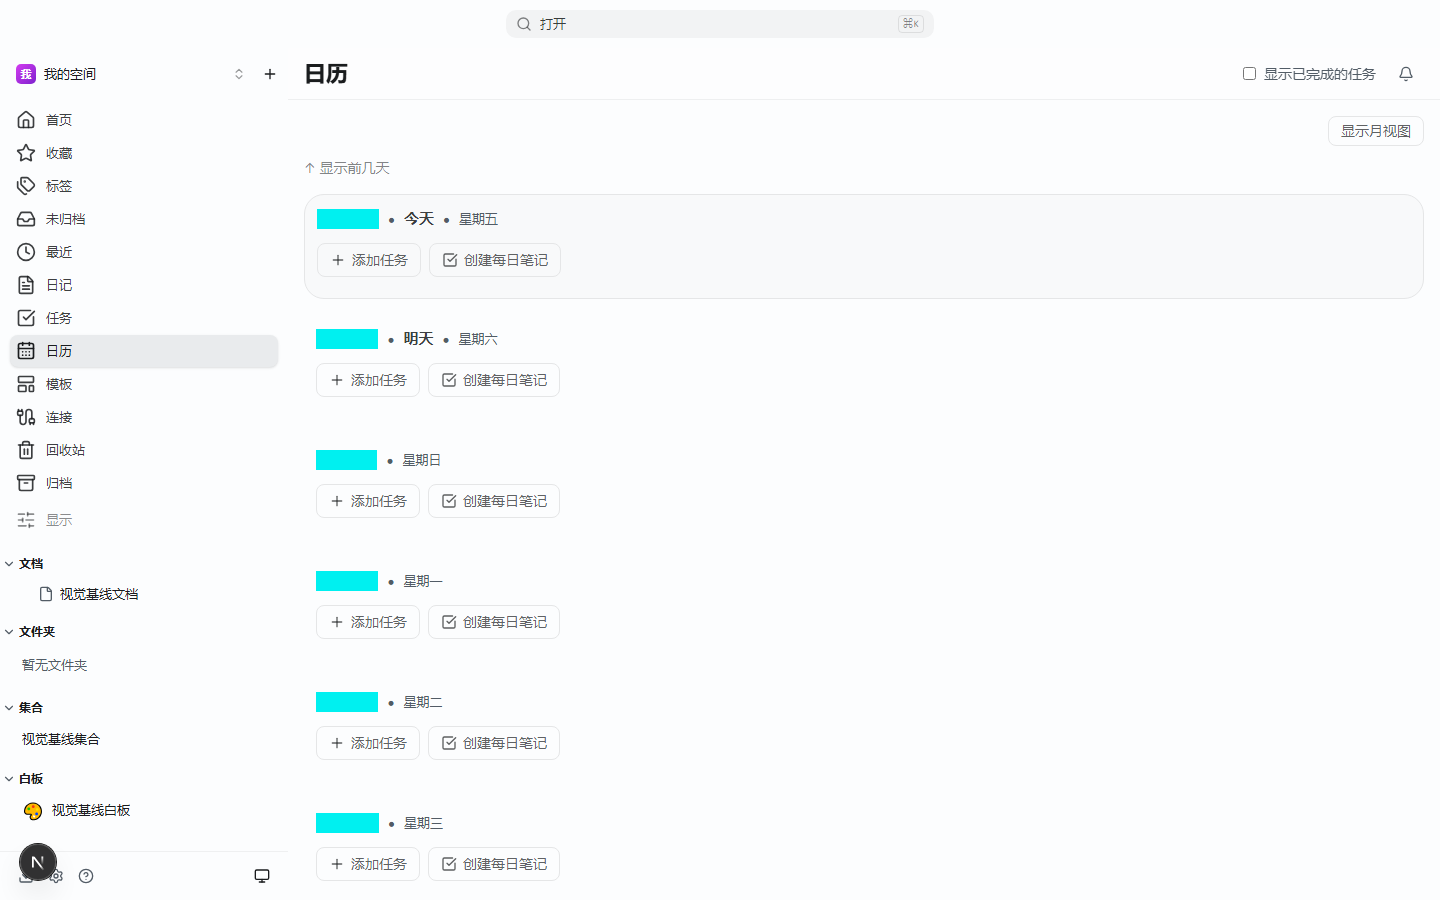 打开
⌘K
我 我的空间
日历
显示已完成的任务
首页
收藏
标签
未归档
最近
日记
任务
日历
模板
连接
回收站
归档
显示
文档
视觉基线文档
文件夹
暂无文件夹
集合
视觉基线集合
白板
视觉基线白板
N
显示月视图
↑ 显示前几天
• 今天 • 星期五
+ 添加任务 创建每日笔记
• 明天 • 星期六
+ 添加任务 创建每日笔记
• 星期日
+ 添加任务 创建每日笔记
• 星期一
+ 添加任务 创建每日笔记
• 星期二
+ 添加任务 创建每日笔记
• 星期三
+ 添加任务 创建每日笔记